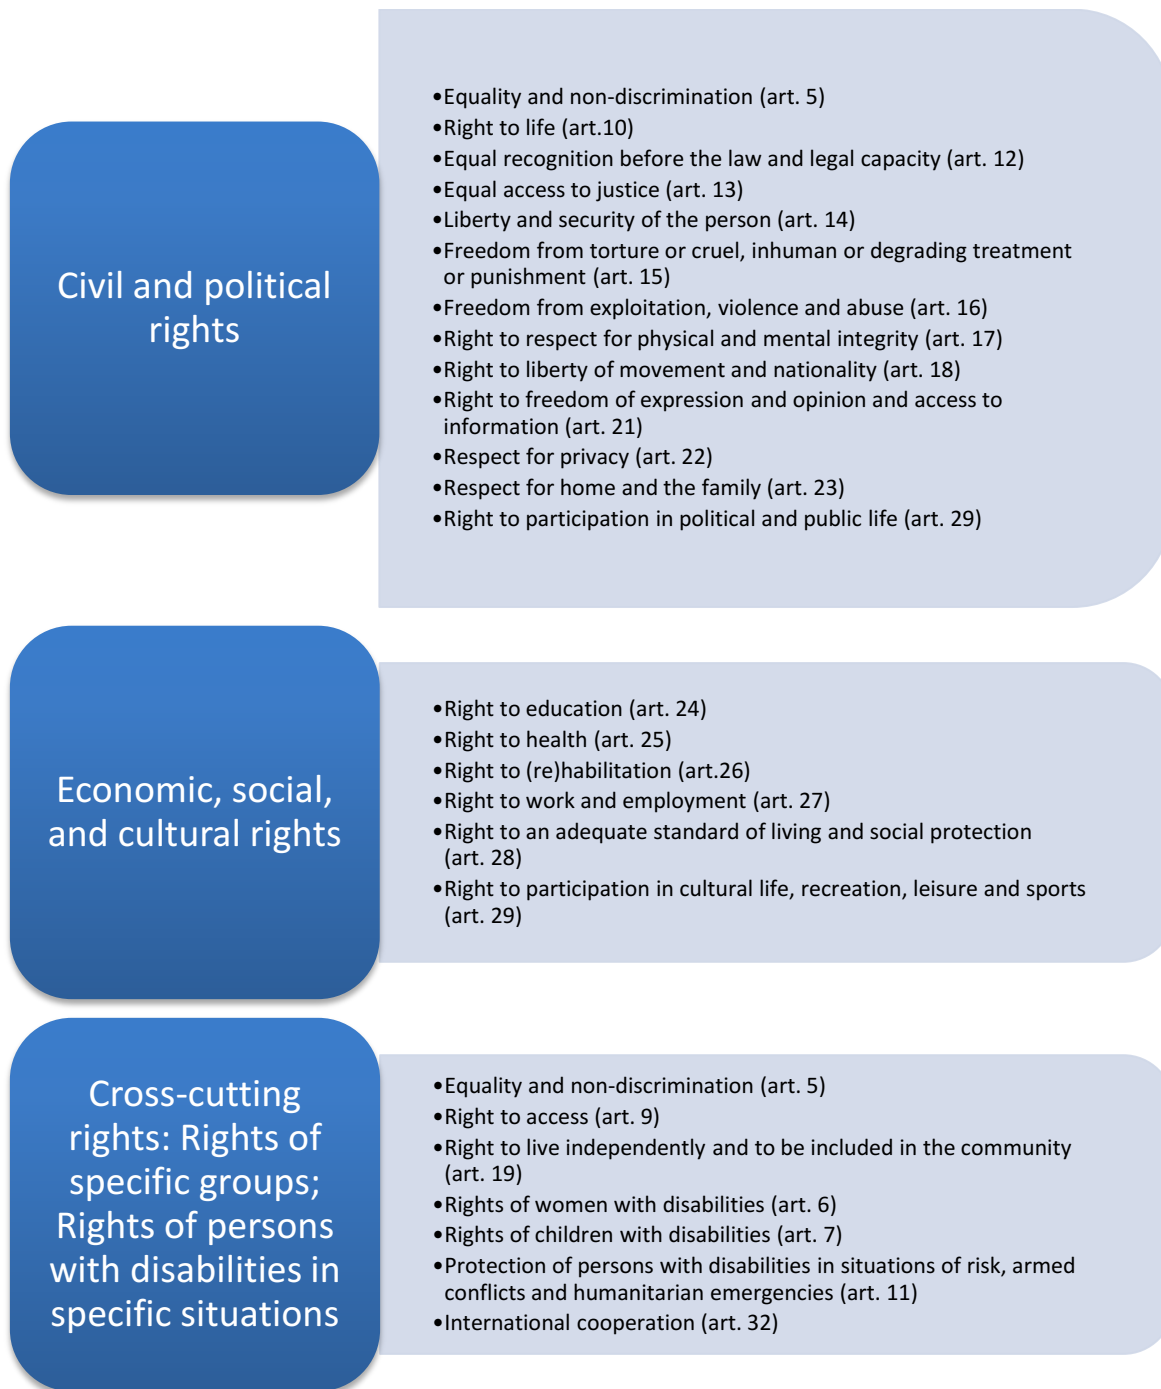 Civil and political
rights
•Equality and non-discrimination (art. 5)
•Right to life (art.10)
•Equal recognition before the law and legal capacity (art. 12)
•Equal access to justice (art. 13)
•Liberty and security of the person (art. 14)
•Freedom from torture or cruel, inhuman or degrading treatment
or punishment (art. 15)
•Freedom from exploitation, violence and abuse (art. 16)
•Right to respect for physical and mental integrity (art. 17)
•Right to liberty of movement and nationality (art. 18)
•Right to freedom of expression and opinion and access to
information (art. 21)
•Respect for privacy (art. 22)
•Respect for home and the family (art. 23)
•Right to participation in political and public life (art. 29)
Economic, social,
and cultural rights
•Right to education (art. 24)
•Right to health (art. 25)
•Right to (re)habilitation (art.26)
•Right to work and employment (art. 27)
•Right to an adequate standard of living and social protection
(art. 28)
•Right to participation in cultural life, recreation, leisure and sports
(art. 29)
Cross-cutting
rights: Rights of
specific groups;
Rights of persons
with disabilities in
specific situations
•Equality and non-discrimination (art. 5)
•Right to access (art. 9)
•Right to live independently and to be included in the community
(art. 19)
•Rights of women with disabilities (art. 6)
•Rights of children with disabilities (art. 7)
•Protection of persons with disabilities in situations of risk, armed
conflicts and humanitarian emergencies (art. 11)
•International cooperation (art. 32)